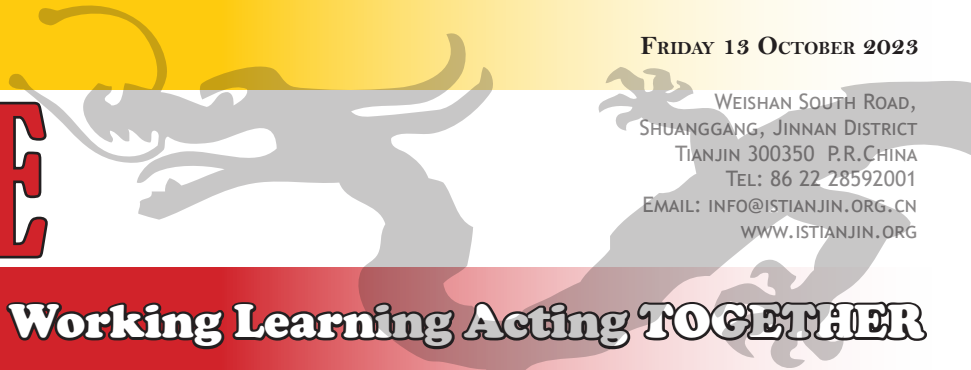 Friday 13 October 2023
Weishan South Road,
Shuanggang, Jinnan District
Tianjin 300350 P.R.China
Tel: 86 22 28592001
Email: info@istianjin.org.cn
www.istianjin.org
E
Working Learning Acting TOGETHER